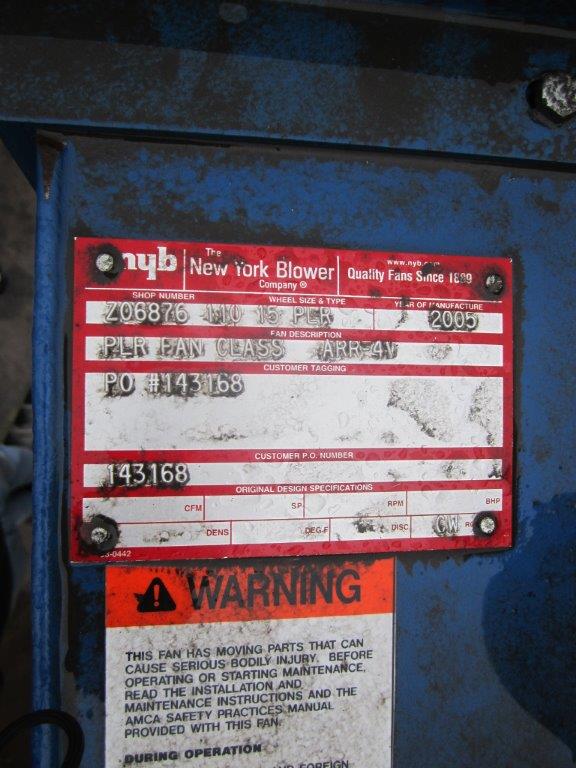 nyb
The
New York Blower
Company ®
www.nyb.com
Quality Fans Since 1889
SHOP NUMBER WHEEL SIZE & TYPE YEAR OF MANUFACTURE
Z06876 110 15 PLR 2005
FAN DESCRIPTION
PLR FAN CLASS ARR-4V
CUSTOMER TAGGING
PO #143168
CUSTOMER P.O. NUMBER
143168
ORIGINAL DESIGN SPECIFICATIONS
CFM SP RPM BHP
DENS DEG F DISC CW
WARNING
THIS FAN HAS MOVING PARTS THAT CAN
CAUSE SERIOUS BODILY INJURY. BEFORE
OPERATING OR STARTING MAINTENANCE,
READ THE INSTALLATION AND
MAINTENANCE INSTRUCTIONS AND THE
AMCA SAFETY PRACTICES MANUAL
PROVIDED WITH THIS FAN.
DURING OPERATION
FOREIGN